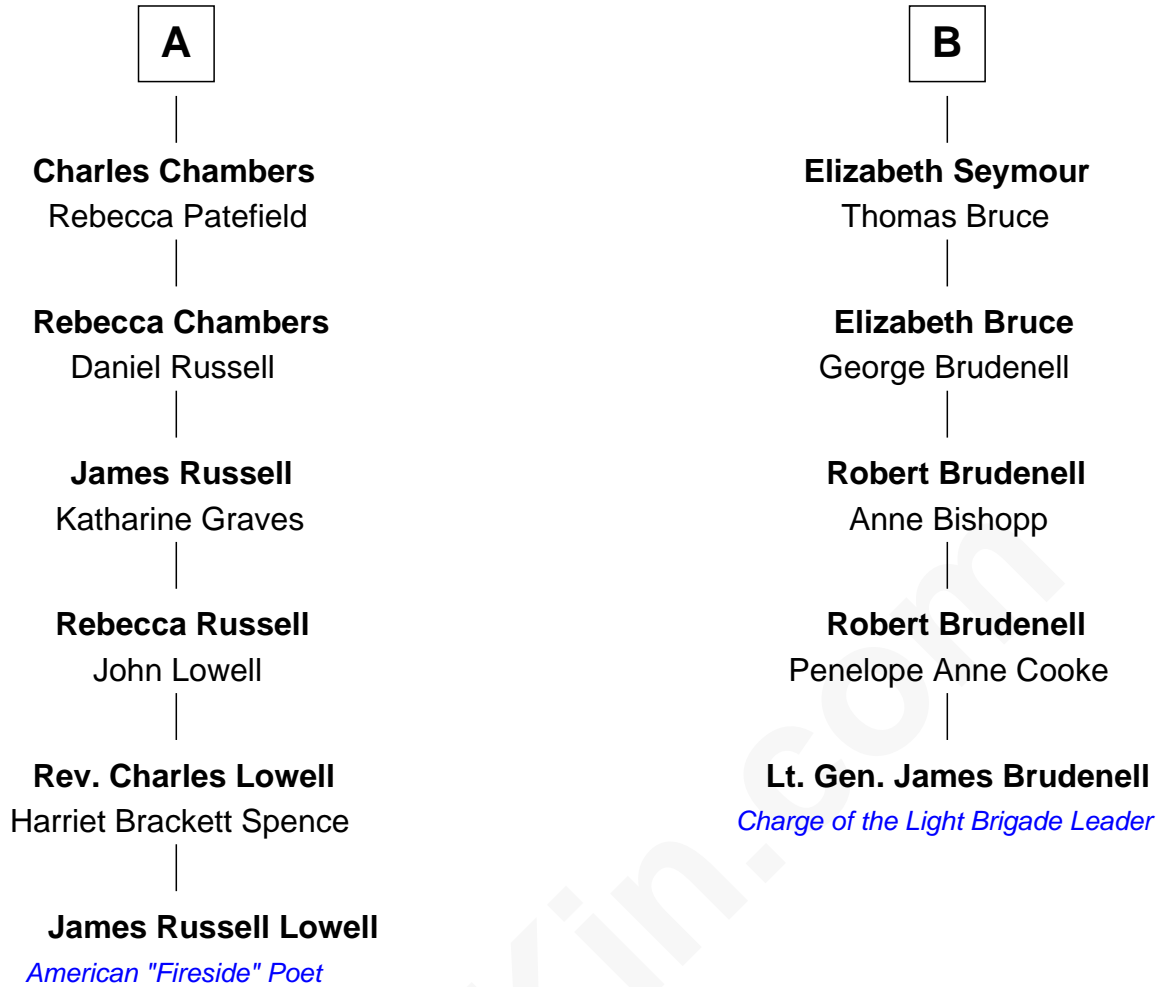 A
Charles Chambers
Rebecca Patefield
Rebecca Chambers
Daniel Russell
James Russell
Katharine Graves
Rebecca Russell
John Lowell
Rev. Charles Lowell
Harriet Brackett Spence
James Russell Lowell
American "Fireside" Poet
B
Elizabeth Seymour
Thomas Bruce
Elizabeth Bruce
George Brudenell
Robert Brudenell
Anne Bishopp
Robert Brudenell
Penelope Anne Cooke
Lt. Gen. James Brudenell
Charge of the Light Brigade Leader